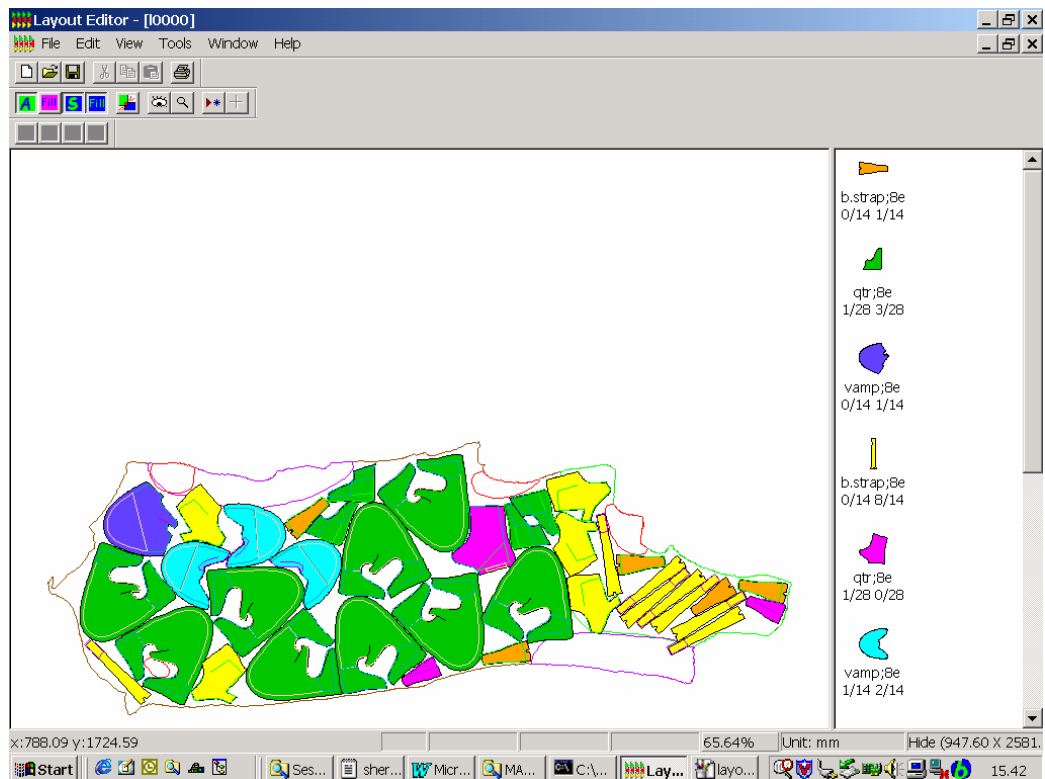 Layout Editor - [l0000]
File Edit View Tools Window Help
A Fill S Fill
b.strap;8e
0/14 1/14
qtr;8e
1/28 3/28
vamp;8e
0/14 1/14
b.strap;8e
0/14 8/14
qtr;8e
1/28 0/28
vamp;8e
1/14 2/14
x:788.09 y:1724.59 65.64% Unit: mm Hide (947.60 X 2581.
Start Ses... sher... Micr... MA... C:\... Lay... layo... 15.42